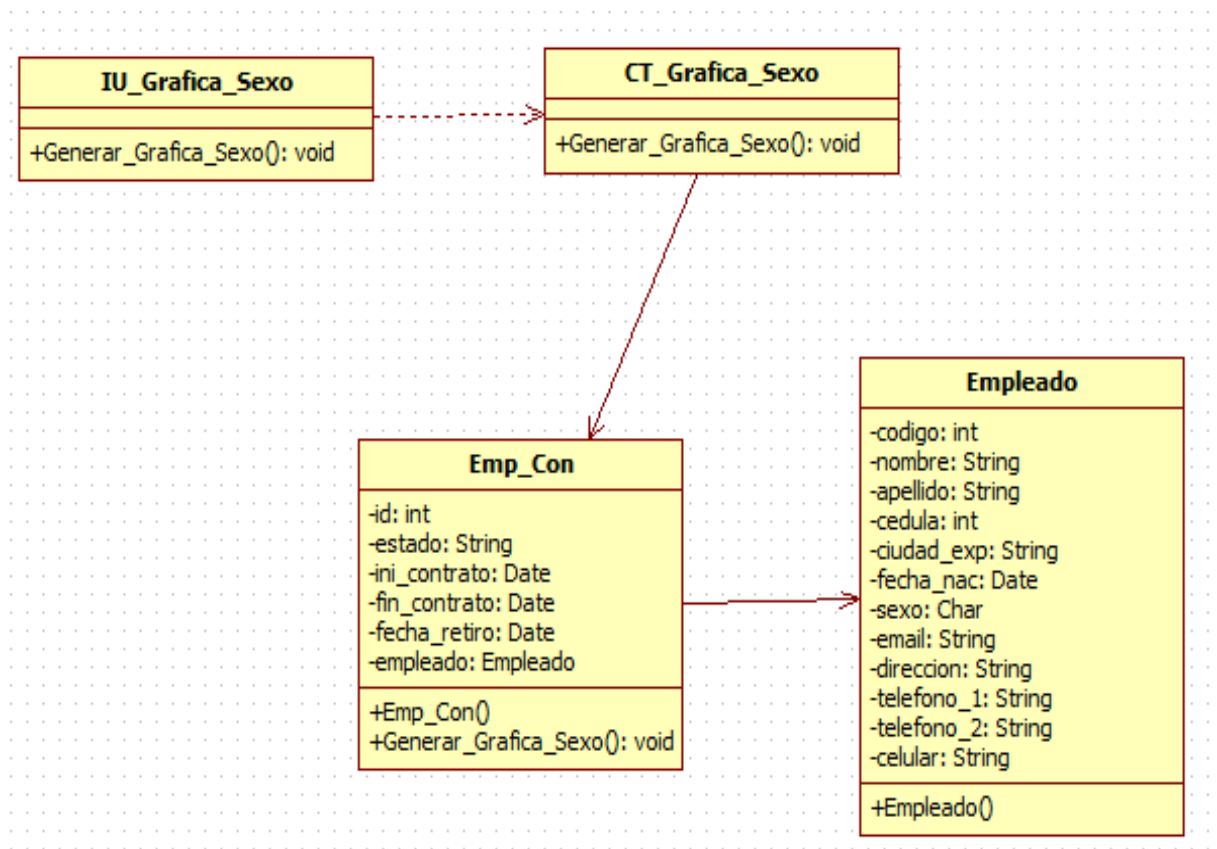 IU_Grafica_Sexo
+Generar_Grafica_Sexo(): void
CT_Grafica_Sexo
+Generar_Grafica_Sexo(): void
Emp_Con
-id: int
-estado: String
-ini_contrato: Date
-fin_contrato: Date
-fecha_retiro: Date
-empleado: Empleado
+Emp_Con()
+Generar_Grafica_Sexo(): void
Empleado
-codigo: int
-nombre: String
-apellido: String
-cedula: int
-ciudad_exp: String
-fecha_nac: Date
-sexo: Char
-email: String
-direccion: String
-telefono_1: String
-telefono_2: String
-celular: String
+Empleado()